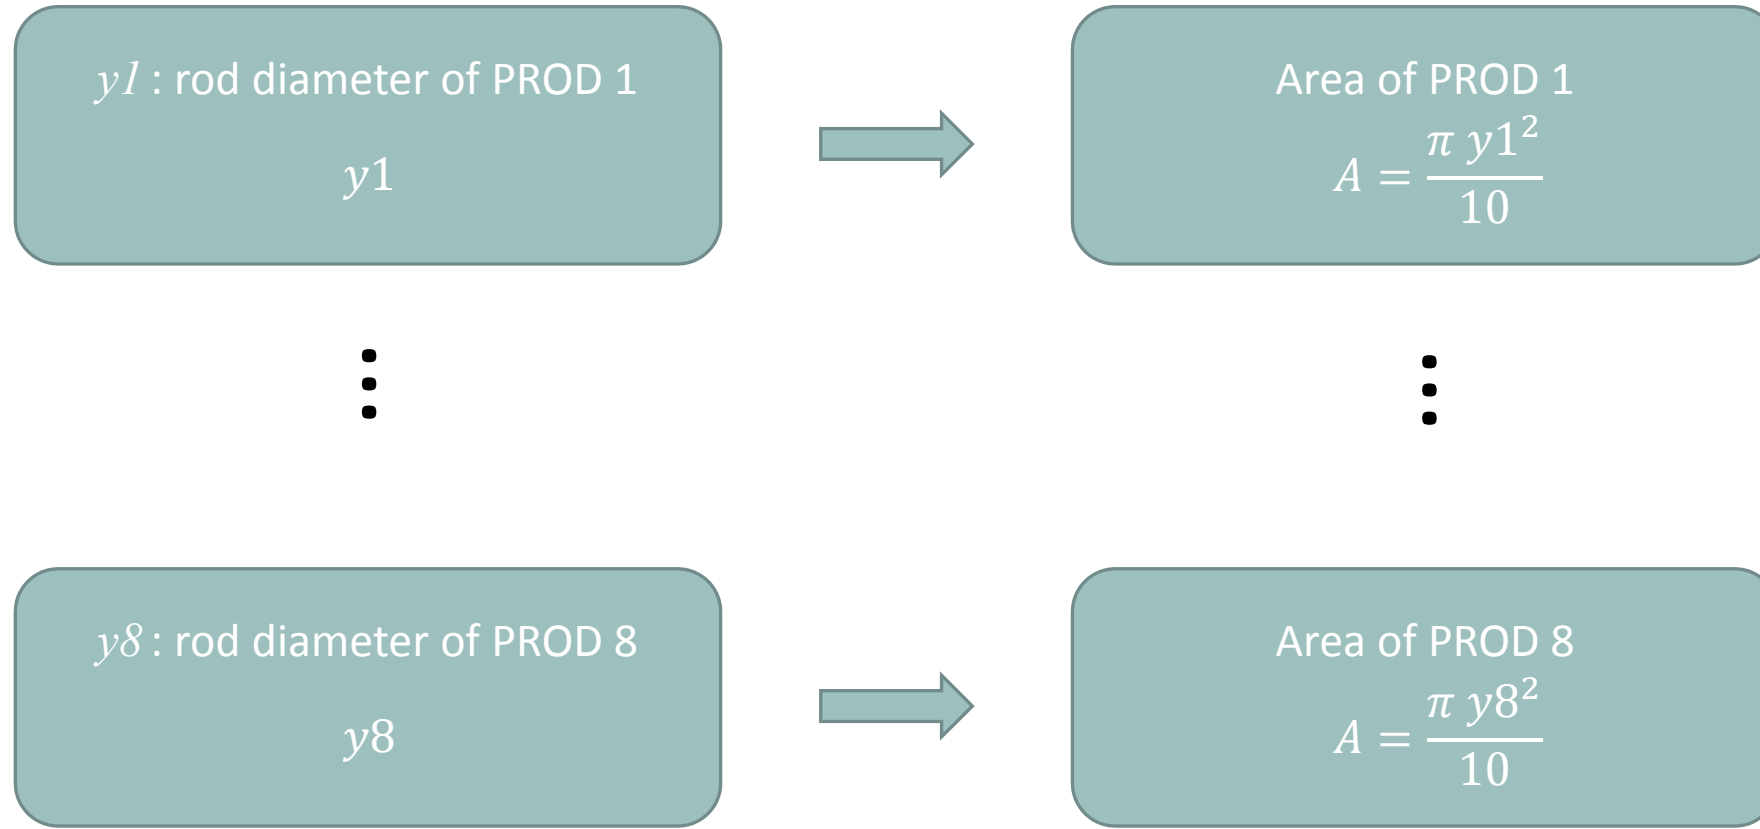 y1 : rod diameter of PROD 1
y1
Area of PROD 1
A = π y1² / 10
y8 : rod diameter of PROD 8
y8
Area of PROD 8
A = π y8² / 10